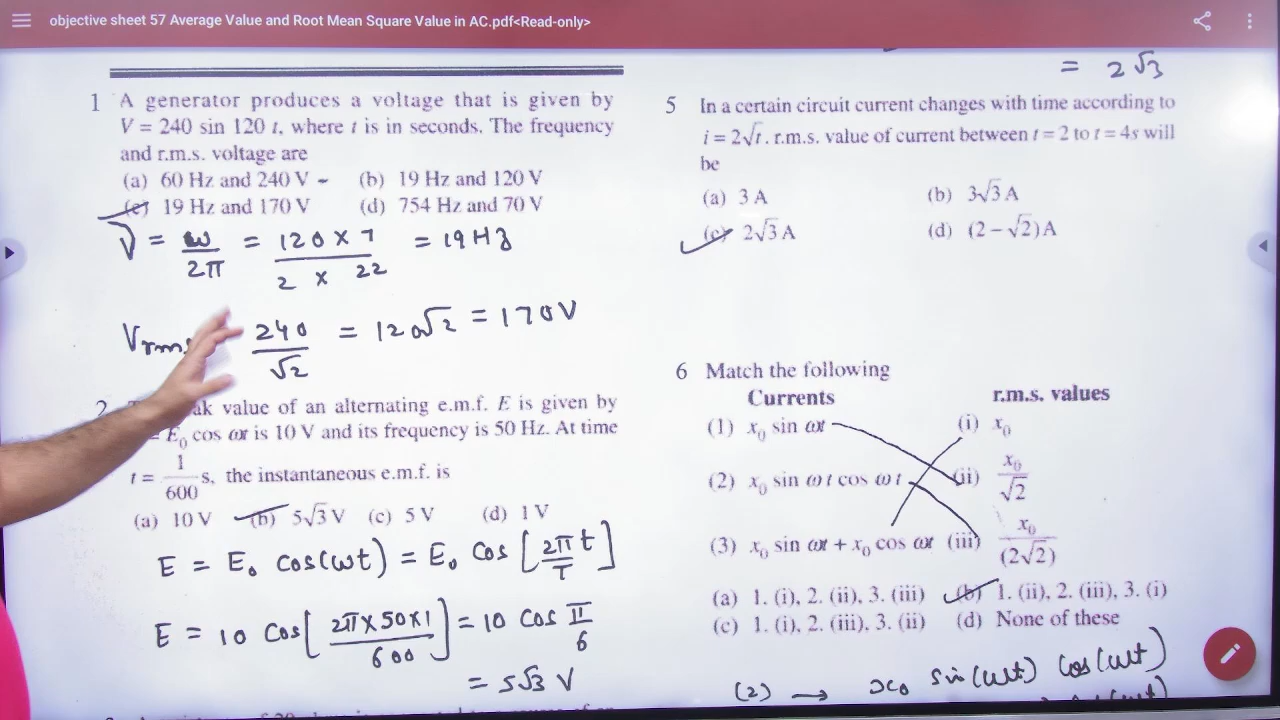 objective sheet 57 Average Value and Root Mean Square Value in AC.pdf<Read-only>
1 A generator produces a voltage that is given by
V = 240 sin 120 t, where t is in seconds. The frequency
and r.m.s. voltage are
(a) 60 Hz and 240 V (b) 19 Hz and 120 V
(c) 19 Hz and 170 V (d) 754 Hz and 70 V
ν = ω/2π = 120 × 7 / 2 × 22 = 19 Hz
Vrms 240/√2 = 120√2 = 170V
2 value of an alternating e.m.f. E is given by
= E₀ cos ωt is 10 V and its frequency is 50 Hz. At time
t = 1/600 s, the instantaneous e.m.f. is
(a) 10 V (b) 5√3 V (c) 5 V (d) 1 V
E = E₀ cos(ωt) = E₀ cos [2π/T t]
E = 10 cos [2π × 50 × 1 / 600] = 10 cos π/6
= 5√3 V
= 2√3
5 In a certain circuit current changes with time according to
i = 2√t. r.m.s. value of current between t = 2 to t = 4s will
be
(a) 3 A (b) 3√3 A
(c) 2√3 A (d) (2 – √2) A
6 Match the following
Currents r.m.s. values
(1) x₀ sin ωt (i) x₀
(2) x₀ sin ωt cos ωt (ii) x₀/√2
(3) x₀ sin ωt + x₀ cos ωt (iii) x₀/(2√2)
(a) 1. (i), 2. (ii), 3. (iii) (b) 1. (ii), 2. (iii), 3. (i)
(c) 1. (i), 2. (iii), 3. (ii) (d) None of these
(2) → x₀ sin(ωt) cos(ωt)